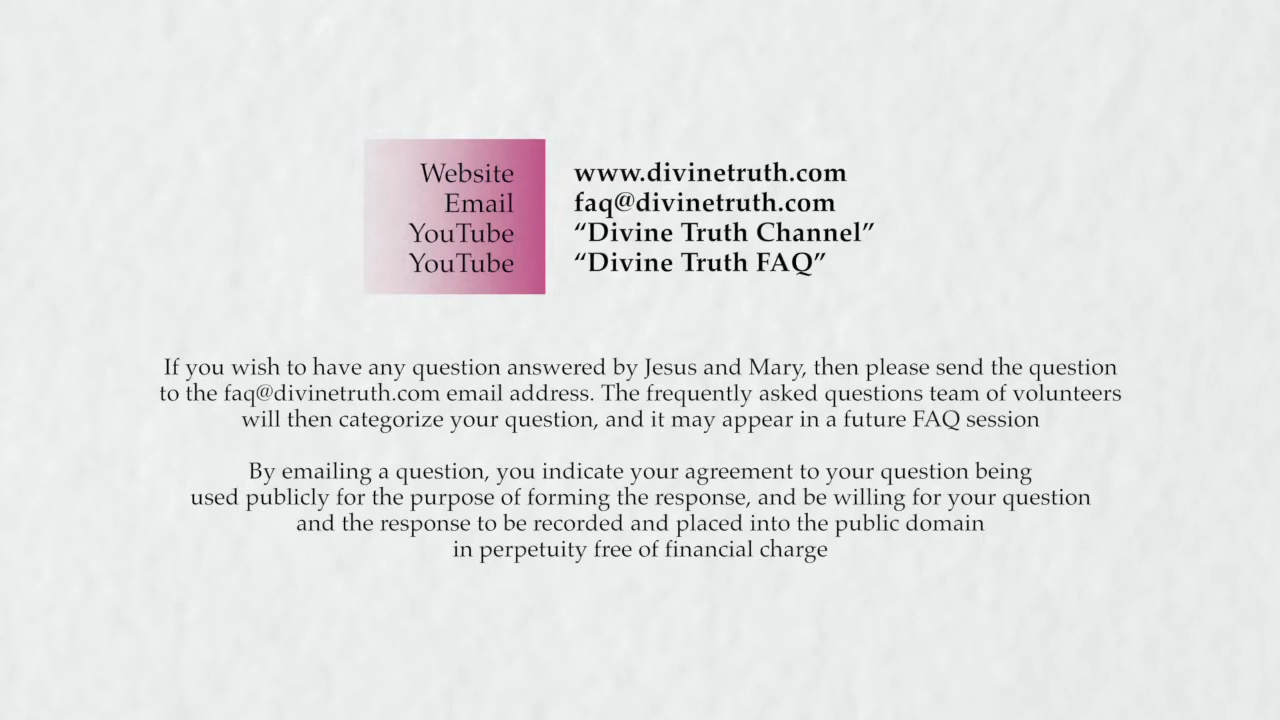 Website www.divinetruth.com
Email faq@divinetruth.com
YouTube “Divine Truth Channel”
YouTube “Divine Truth FAQ”
If you wish to have any question answered by Jesus and Mary, then please send the question
to the faq@divinetruth.com email address. The frequently asked questions team of volunteers
will then categorize your question, and it may appear in a future FAQ session
By emailing a question, you indicate your agreement to your question being
used publicly for the purpose of forming the response, and be willing for your question
and the response to be recorded and placed into the public domain
in perpetuity free of financial charge